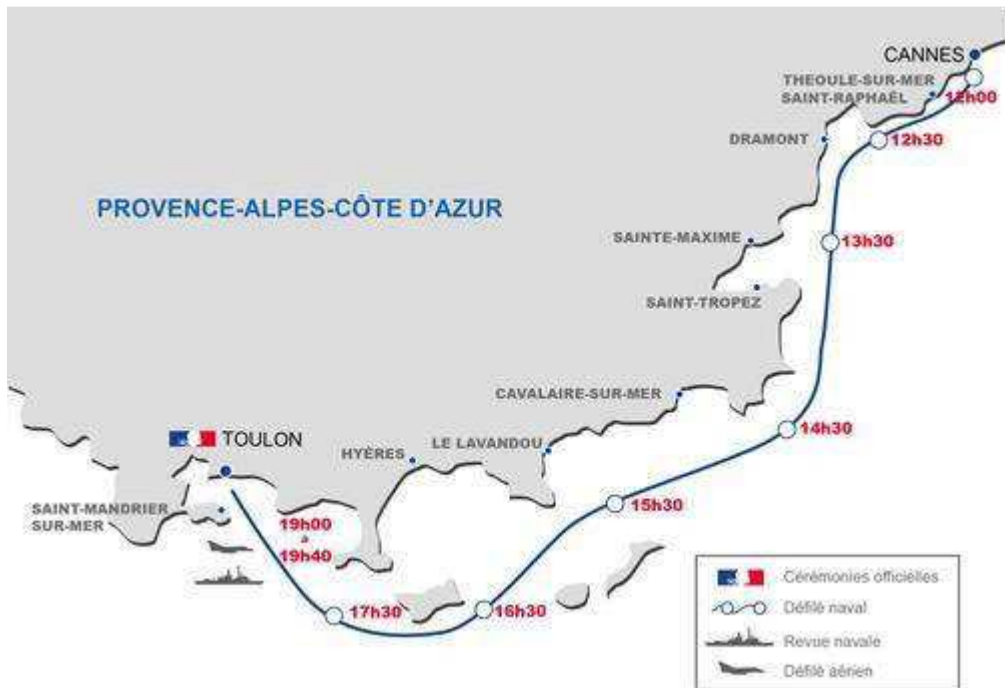 CANNES
THEOULE-SUR-MER
SAINT-RAPHAËL
12h00
DRAMONT
12h30
PROVENCE-ALPES-CÔTE D'AZUR
SAINTE-MAXIME
13h30
SAINT-TROPEZ
CAVALAIRE-SUR-MER
14h30
TOULON
LE LAVANDOU
HYÈRES
15h30
SAINT-MANDRIER
SUR-MER
19h00
à
19h40
17h30
16h30
Cérémonies officielles
Défilé naval
Revue navale
Défilé aérien